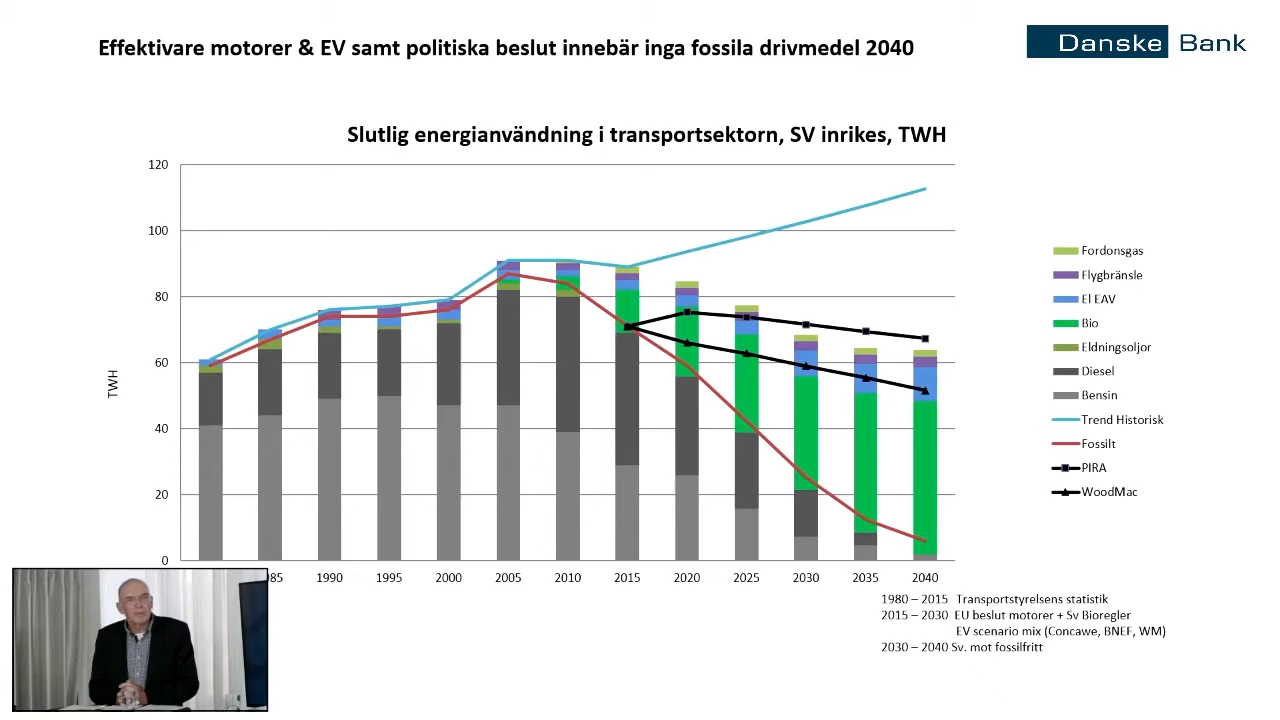 Effektivare motorer & EV samt politiska beslut innebär inga fossila drivmedel 2040
Danske Bank
Slutlig energianvändning i transportsektorn, SV inrikes, TWH
120
100
80
60
40
20
0
TWH
85
1990
1995
2000
2005
2010
2015
2020
2025
2030
2035
2040
Fordonsgas
Flygbränsle
El EAV
Bio
Eldningsoljor
Diesel
Bensin
Trend Historisk
Fossilt
PIRA
WoodMac
1980 – 2015 Transportstyrelsens statistik
2015 – 2030 EU beslut motorer + Sv Bioregler
EV scenario mix (Concawe, BNEF, WM)
2030 – 2040 Sv. mot fossilfritt